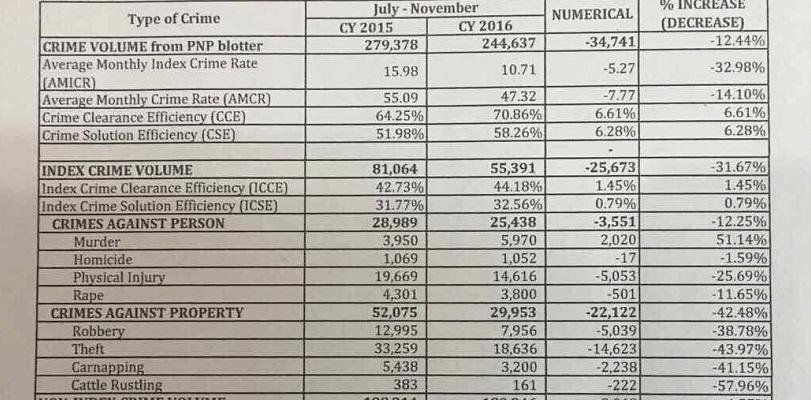 Type of Crime July - November NUMERICAL % INCREASE (DECREASE)
CY 2015 CY 2016
CRIME VOLUME from PNP blotter 279,378 244,637 -34,741 -12.44%
Average Monthly Index Crime Rate (AMICR) 15.98 10.71 -5.27 -32.98%
Average Monthly Crime Rate (AMCR) 55.09 47.32 -7.77 -14.10%
Crime Clearance Efficiency (CCE) 64.25% 70.86% 6.61% 6.61%
Crime Solution Efficiency (CSE) 51.98% 58.26% 6.28% 6.28%
-
INDEX CRIME VOLUME 81,064 55,391 -25,673 -31.67%
Index Crime Clearance Efficiency (ICCE) 42.73% 44.18% 1.45% 1.45%
Index Crime Solution Efficiency (ICSE) 31.77% 32.56% 0.79% 0.79%
CRIMES AGAINST PERSON 28,989 25,438 -3,551 -12.25%
Murder 3,950 5,970 2,020 51.14%
Homicide 1,069 1,052 -17 -1.59%
Physical Injury 19,669 14,616 -5,053 -25.69%
Rape 4,301 3,800 -501 -11.65%
CRIMES AGAINST PROPERTY 52,075 29,953 -22,122 -42.48%
Robbery 12,995 7,956 -5,039 -38.78%
Theft 33,259 18,636 -14,623 -43.97%
Carnapping 5,438 3,200 -2,238 -41.15%
Cattle Rustling 383 161 -222 -57.96%